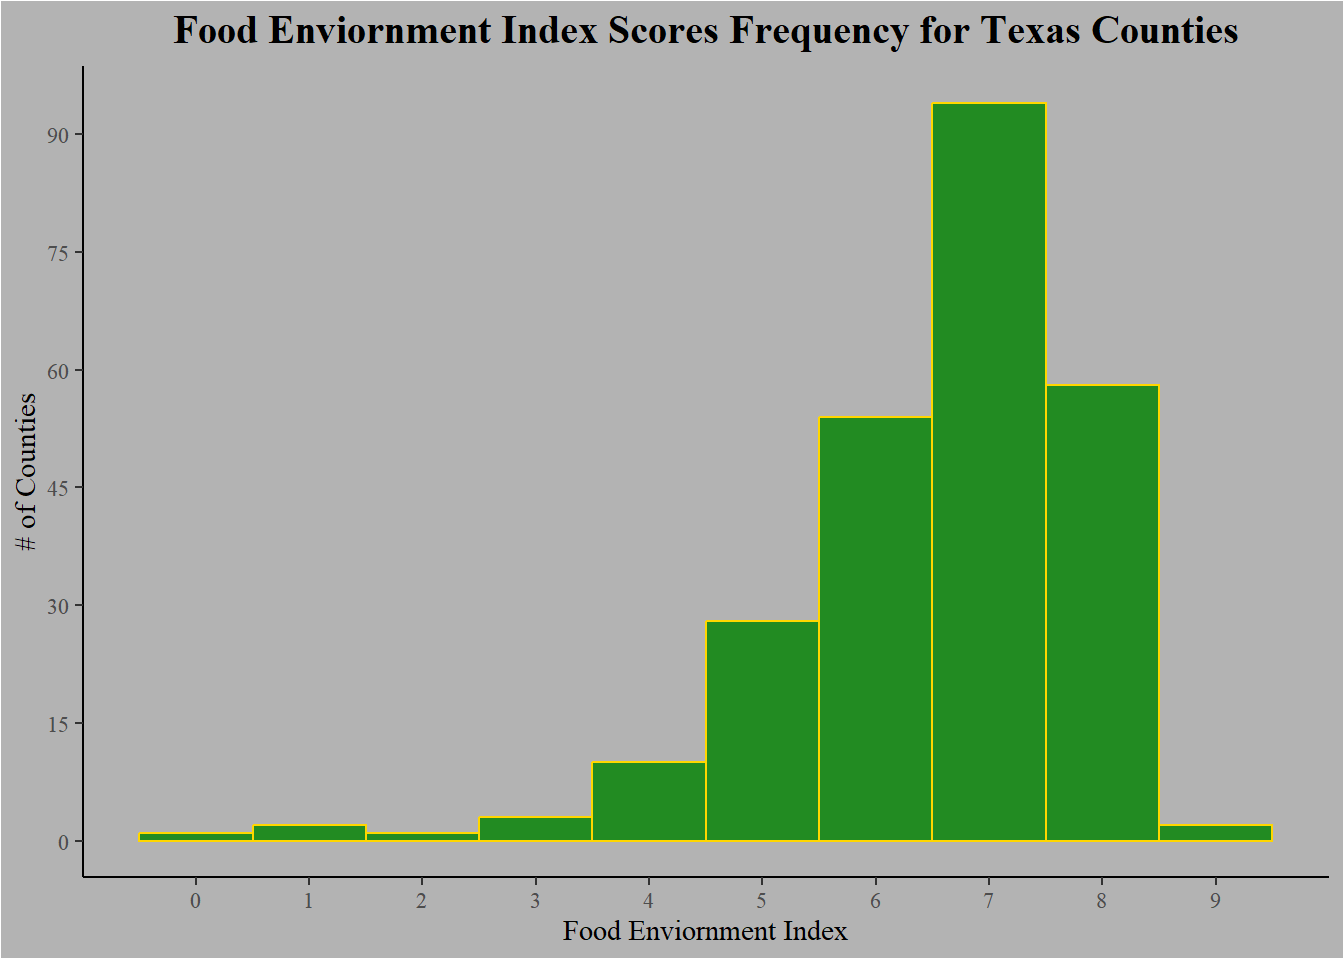 Food Enviornment Index Scores Frequency for Texas Counties
90
75
60
45
30
15
0
# of Counties
0 1 2 3 4 5 6 7 8 9
Food Enviornment Index